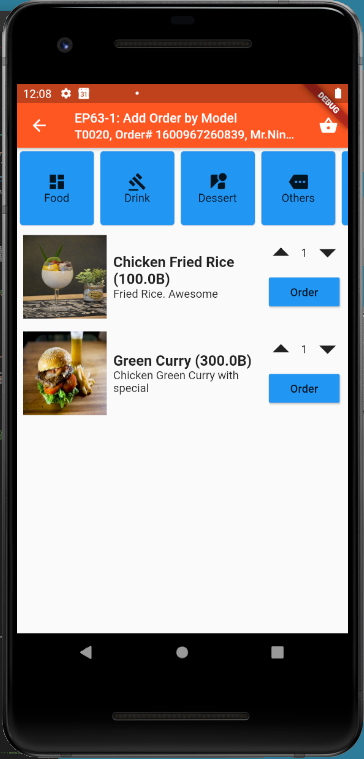 12:08
31
DEBUG
EP63-1: Add Order by Model
T0020, Order# 1600967260839, Mr.Nin...
Food
Drink
Dessert
Others
Chicken Fried Rice
(100.0B)
Fried Rice. Awesome
1
Order
Green Curry (300.0B)
Chicken Green Curry with
special
1
Order